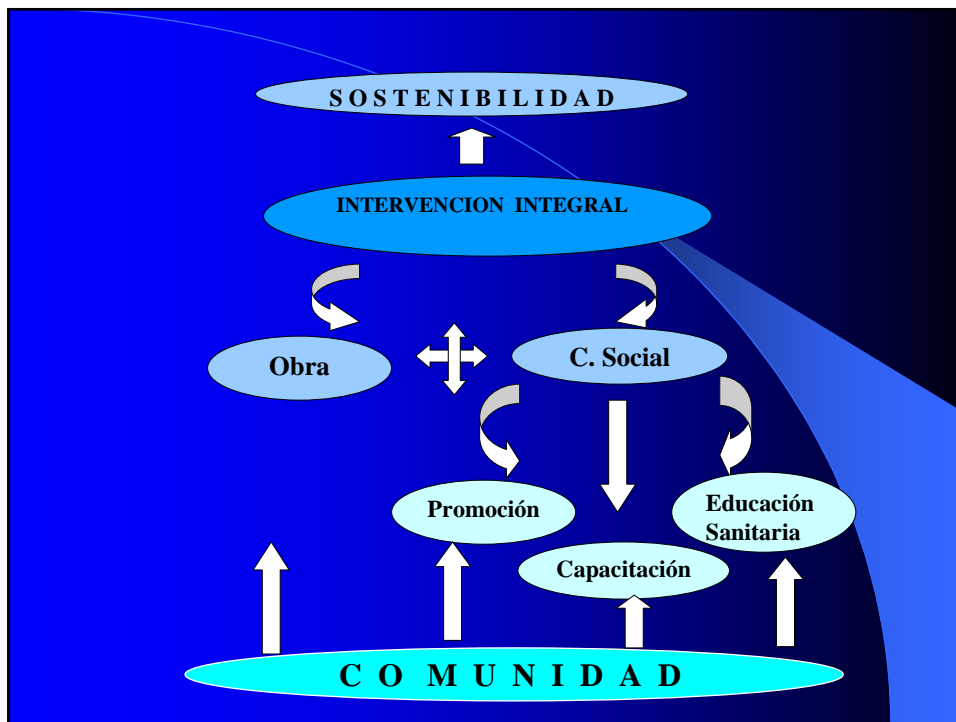 S O S T E N I B I L I D A D
INTERVENCION INTEGRAL
Obra
C. Social
Promoción
Educación
Sanitaria
Capacitación
C O M U N I D A D